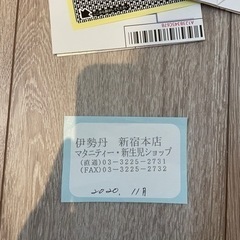 伊勢丹 新宿本店
マタニティー・新生児ショップ
(直通)03-3225-2731
(FAX)03-3225-2732
2020. 11月